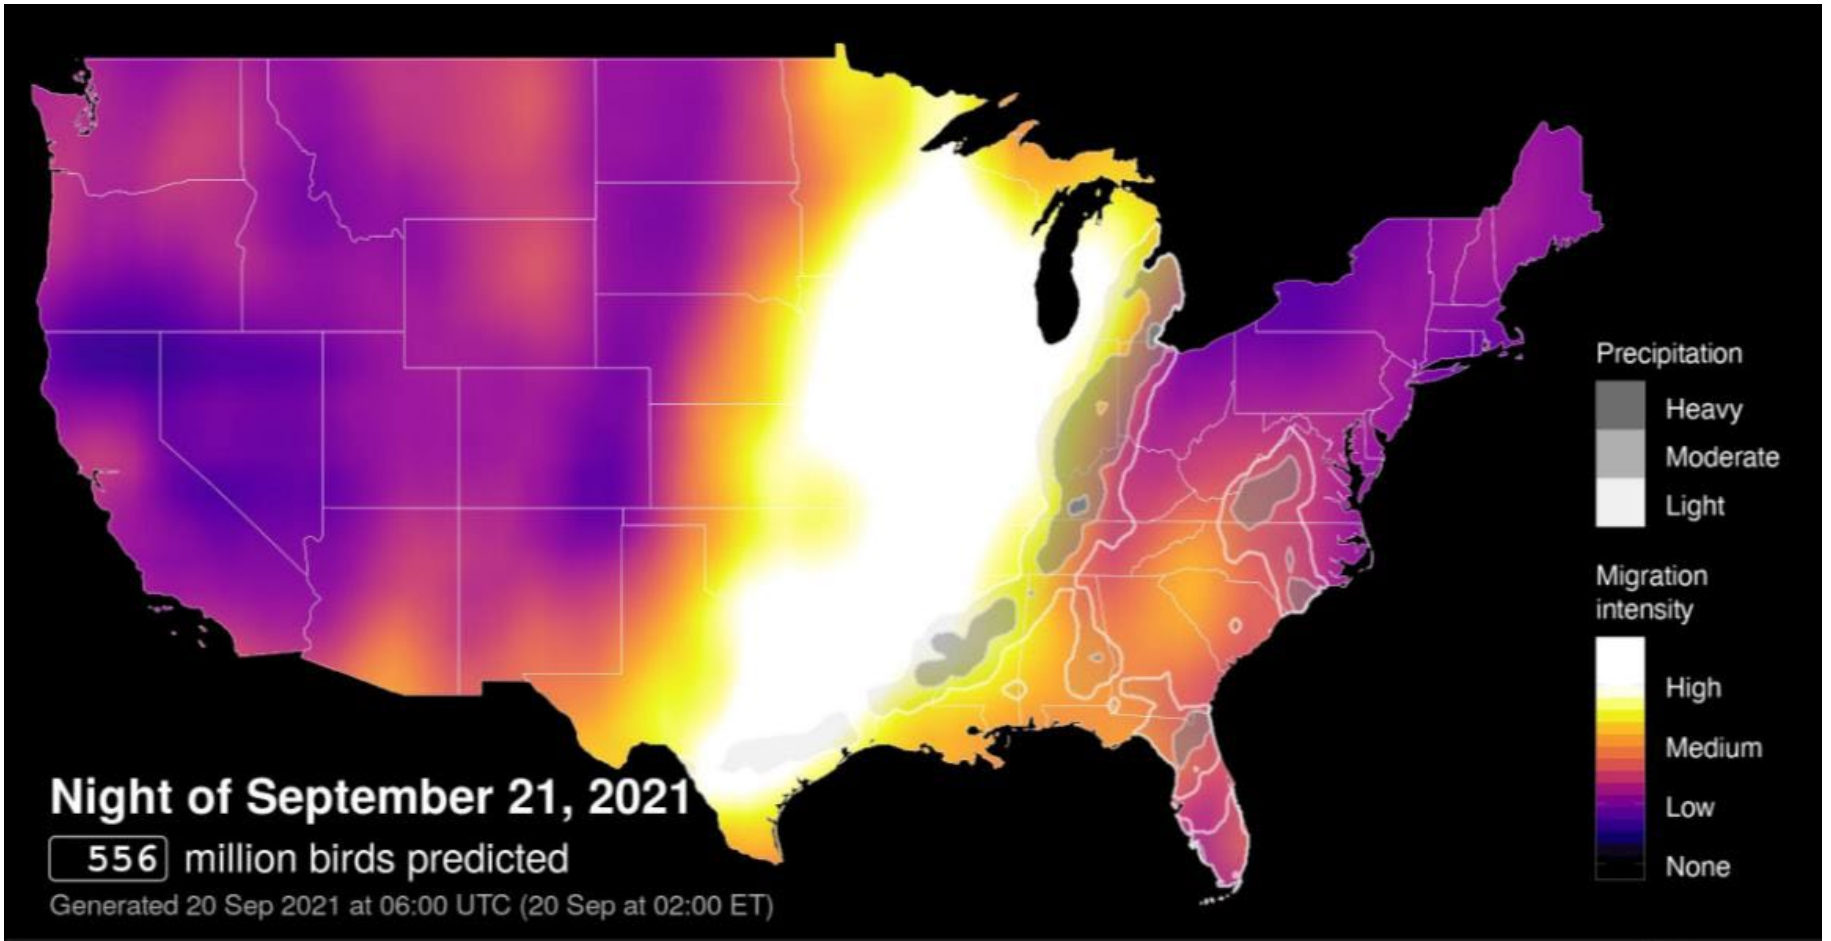 Precipitation
Heavy
Moderate
Light
Migration
intensity
High
Medium
Low
None
Night of September 21, 2021
556 million birds predicted
Generated 20 Sep 2021 at 06:00 UTC (20 Sep at 02:00 ET)